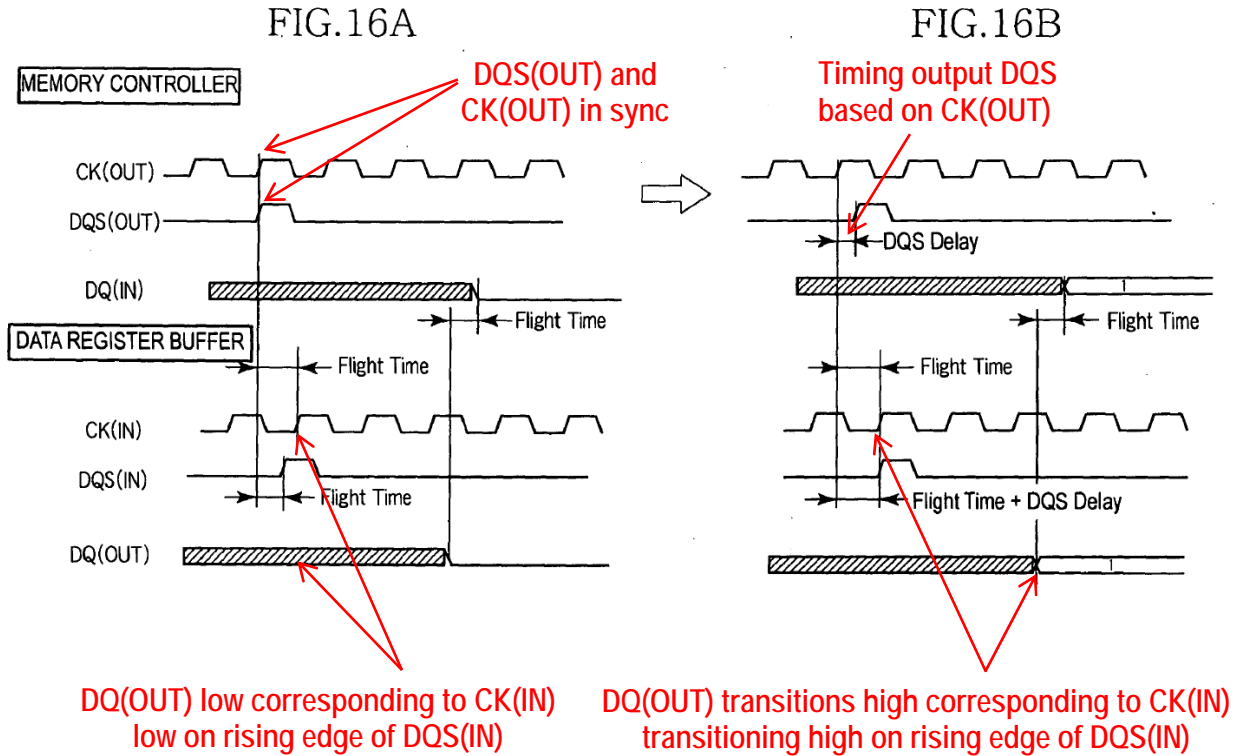 FIG.16A
FIG.16B
MEMORY CONTROLLER
DQS(OUT) and
CK(OUT) in sync
Timing output DQS
based on CK(OUT)
CK(OUT)
DQS(OUT)
DQS Delay
DQ(IN)
Flight Time
Flight Time
1
DATA REGISTER BUFFER
Flight Time
Flight Time
CK(IN)
DQS(IN)
Flight Time
Flight Time + DQS Delay
DQ(OUT)
1
DQ(OUT) low corresponding to CK(IN)
low on rising edge of DQS(IN)
DQ(OUT) transitions high corresponding to CK(IN)
transitioning high on rising edge of DQS(IN)